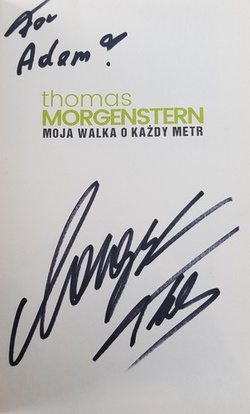 For
Adam!
thomas
MORGENSTERN
MOJA WALKA O KAŻDY METR